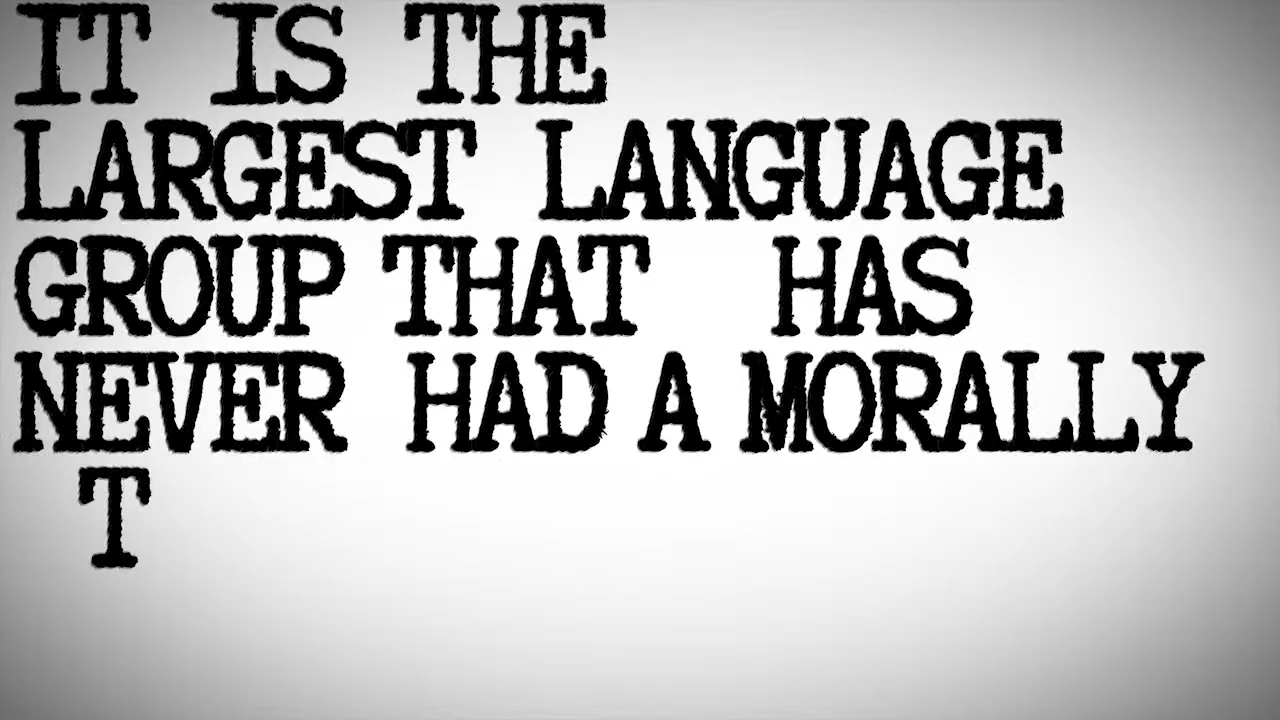 IT IS THE
LARGEST LANGUAGE
GROUP THAT HAS
NEVER HAD A MORALLY
T